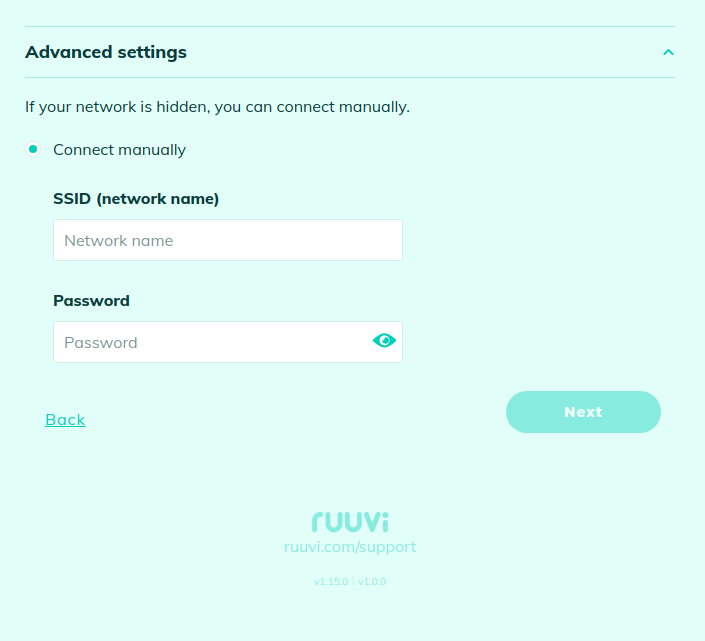 Advanced settings
If your network is hidden, you can connect manually.
Connect manually
SSID (network name)
Network name
Password
Password
Back
Next
ruuvi
ruuvi.com/support
v1.15.0 | v1.0.0